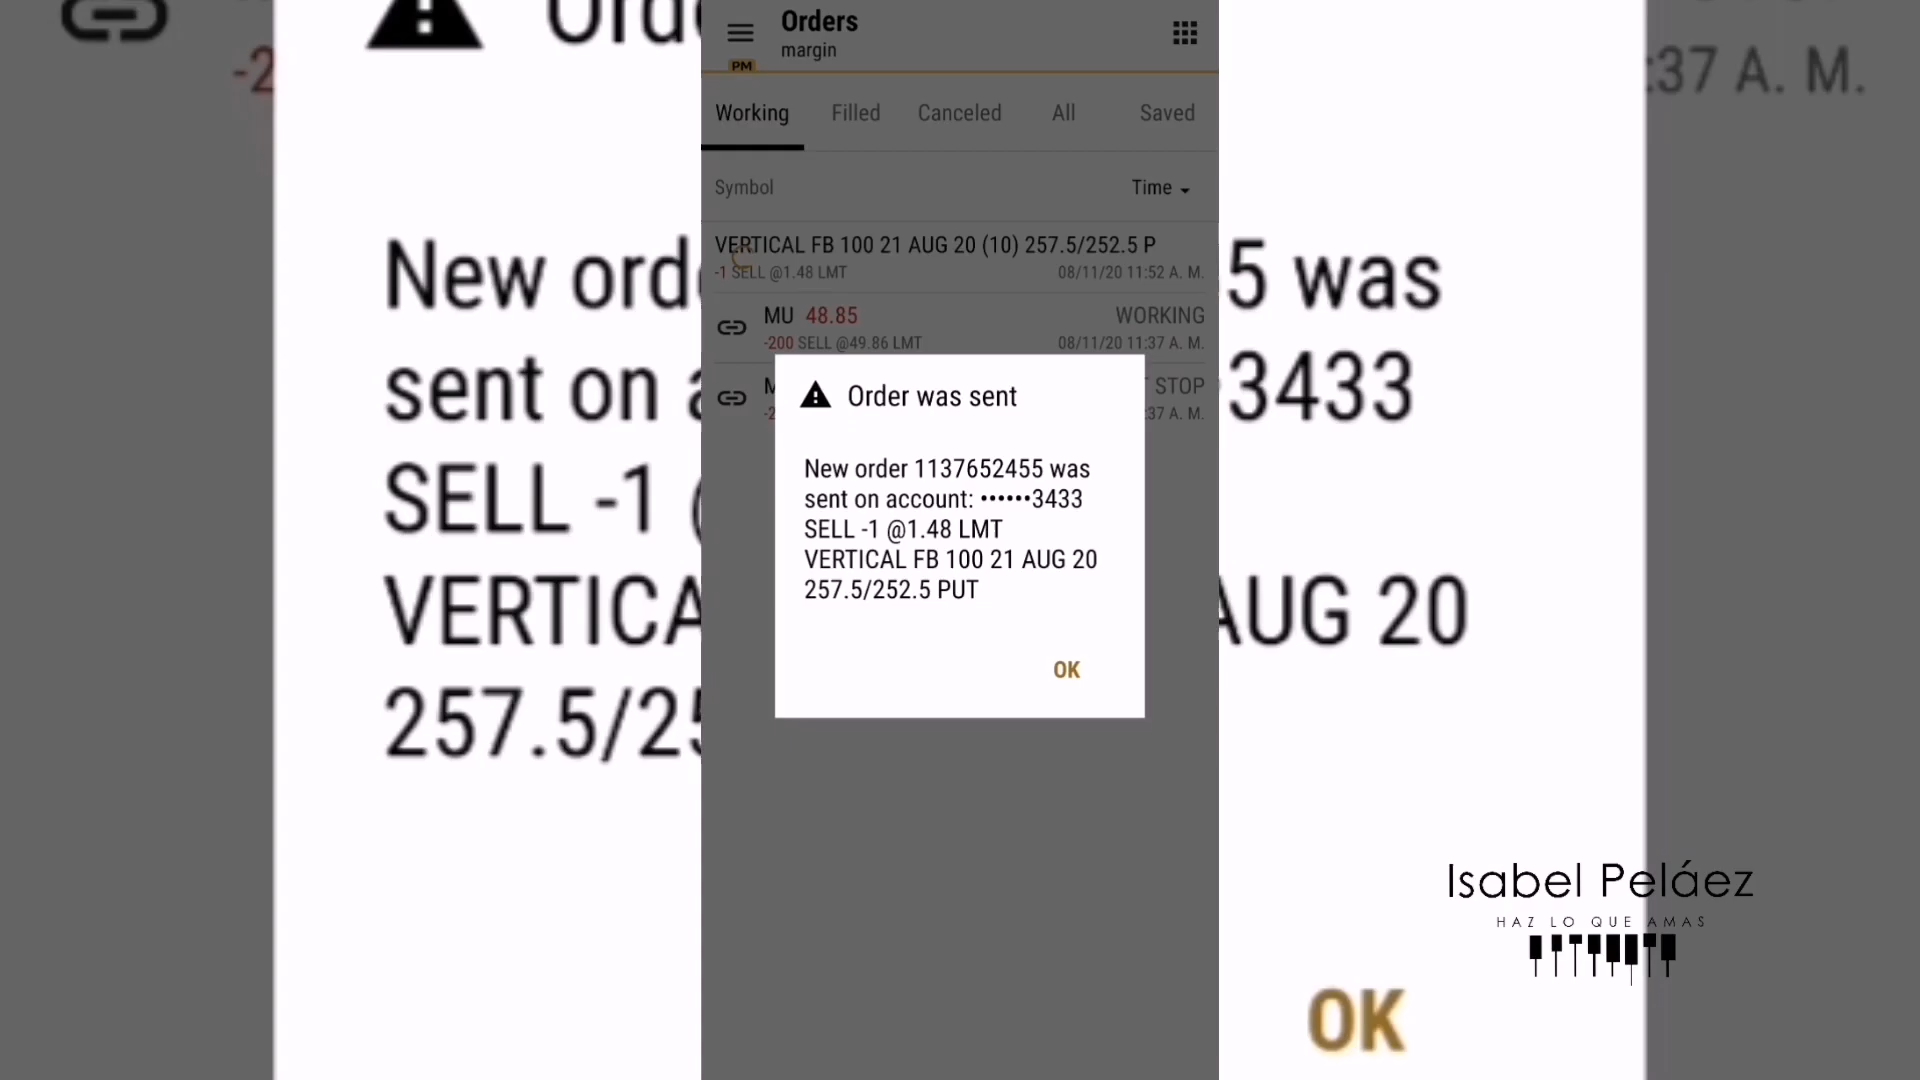 Orders
margin
PM
Working Filled Canceled All Saved
Symbol Time
VERTICAL FB 100 21 AUG 20 (10) 257.5/252.5 P
-1 SELL @1.48 LMT 08/11/20 11:52 A. M.
MU 48.85 WORKING
-200 SELL @49.86 LMT 08/11/20 11:37 A. M.
STOP
:37 A. M.
Order was sent
New order 1137652455 was
sent on account: ••••••3433
SELL -1 @1.48 LMT
VERTICAL FB 100 21 AUG 20
257.5/252.5 PUT
OK
-2
:37 A. M.
New ord 5 was
sent on 3433
SELL -1
VERTICA AUG 20
257.5/25
OK
Isabel Peláez
HAZ LO QUE AMAS